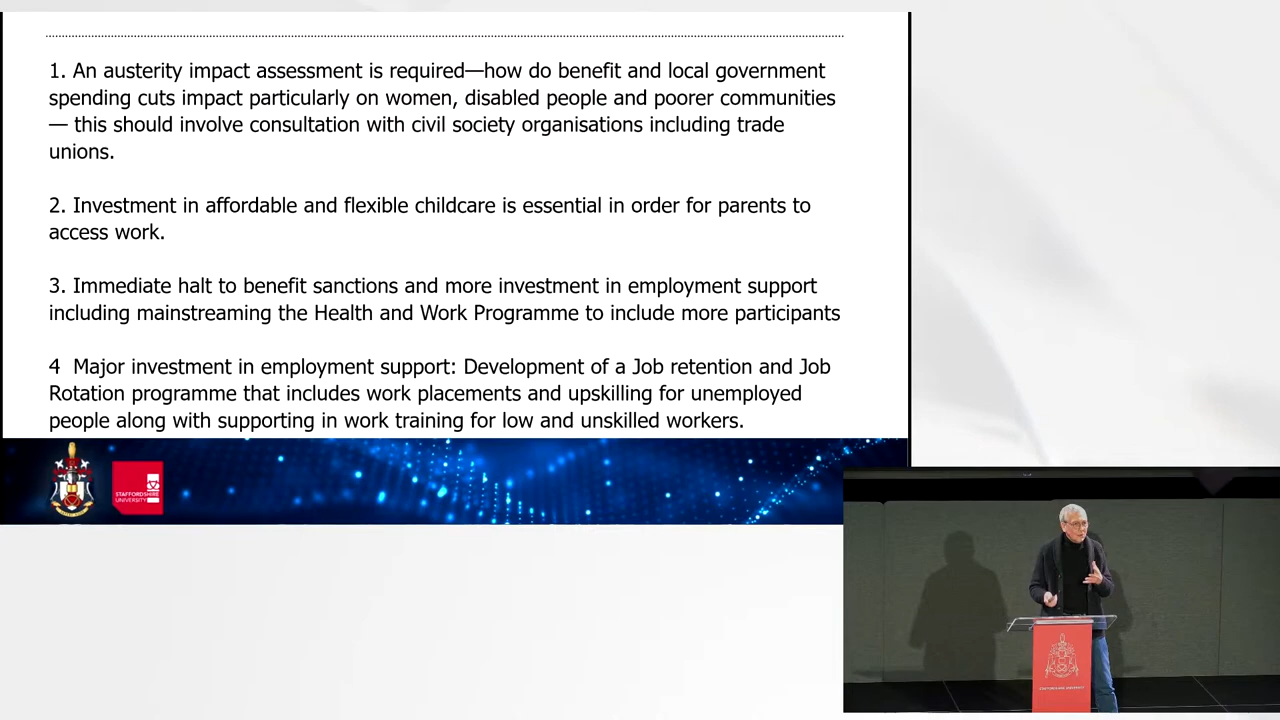 1. An austerity impact assessment is required—how do benefit and local government
spending cuts impact particularly on women, disabled people and poorer communities
— this should involve consultation with civil society organisations including trade
unions.
2. Investment in affordable and flexible childcare is essential in order for parents to
access work.
3. Immediate halt to benefit sanctions and more investment in employment support
including mainstreaming the Health and Work Programme to include more participants
4  Major investment in employment support: Development of a Job retention and Job
Rotation programme that includes work placements and upskilling for unemployed
people along with supporting in work training for low and unskilled workers.
STAFFORDSHIRE
UNIVERSITY
STAFFORDSHIRE UNIVERSITY